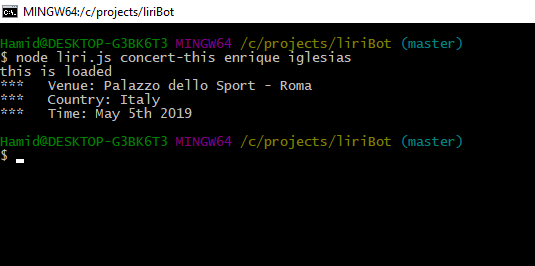 MINGW64:/c/projects/liriBot
Hamid@DESKTOP-G3BK6T3 MINGW64 /c/projects/liriBot (master)
$ node liri.js concert-this enrique iglesias
this is loaded
***   Venue: Palazzo dello Sport - Roma
***   Country: Italy
***   Time: May 5th 2019
Hamid@DESKTOP-G3BK6T3 MINGW64 /c/projects/liriBot (master)
$